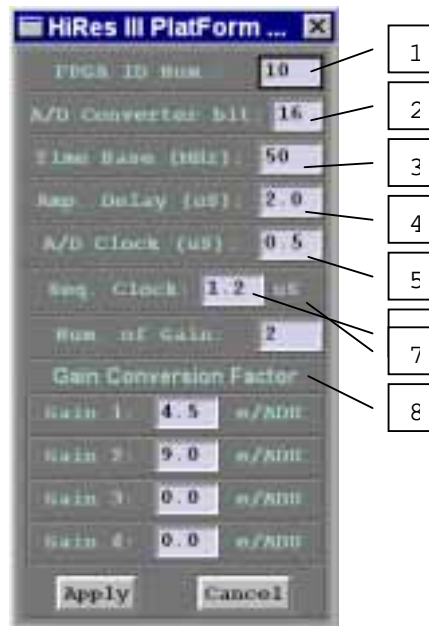 HiRes III PlatForm ...
FPGA ID Num 10
A/D Converter bit 16
Time Base (MHz): 50
Amp. Delay (uS): 2.0
A/D Clock (uS) 0.5
Seq. Clock: 1.2 uS
Num of Gain 2
Gain Conversion Factor
Gain 1: 4.5 e/ADU
Gain 2: 9.0 e/ADU
Gain 3: 0.0 e/ADU
Gain 4: 0.0 e/ADU
Apply Cancel
1
2
3
4
5
7
8